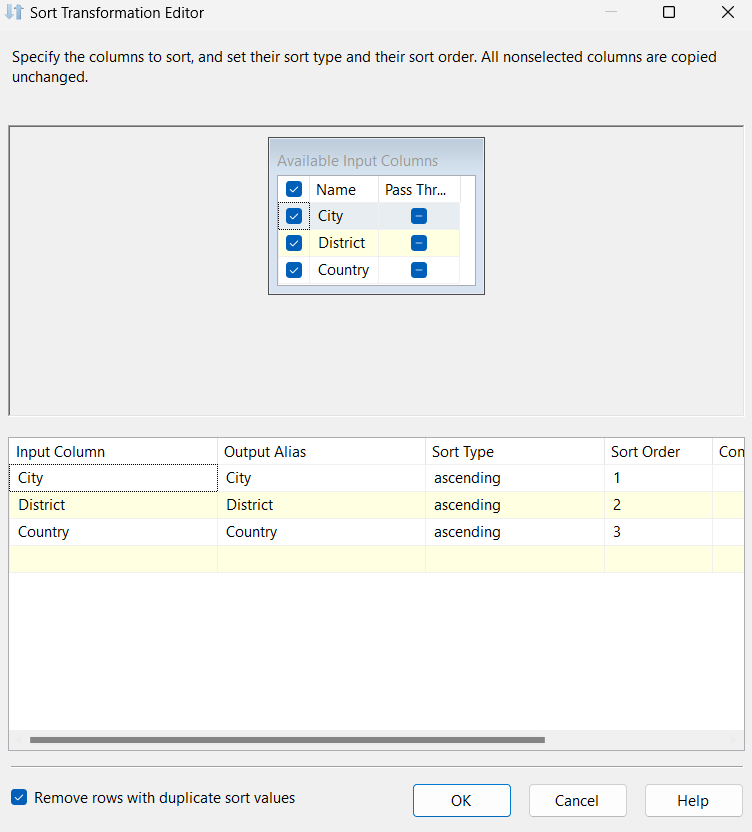 Sort Transformation Editor
Specify the columns to sort, and set their sort type and their sort order. All nonselected columns are copied
unchanged.
Available Input Columns
Name Pass Thr...
City
District
Country
Input Column Output Alias Sort Type Sort Order Con
City City ascending 1
District District ascending 2
Country Country ascending 3
Remove rows with duplicate sort values
OK Cancel Help